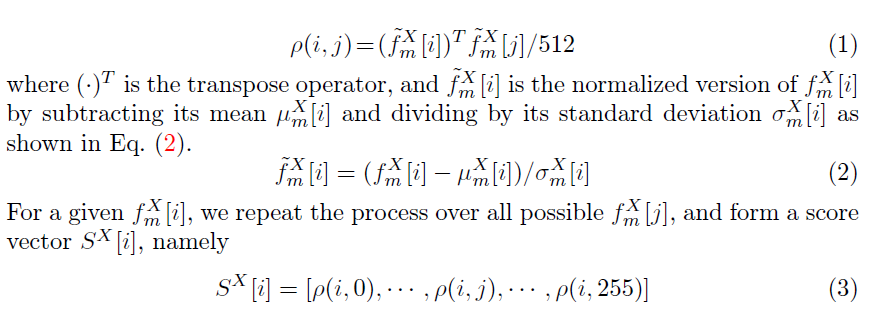 ρ(i, j)=(f̃_m^X[i])^T f̃_m^X[j]/512 (1)
where (·)^T is the transpose operator, and f̃_m^X[i] is the normalized version of f_m^X[i]
by subtracting its mean μ_m^X[i] and dividing by its standard deviation σ_m^X[i] as
shown in Eq. (2).
f̃_m^X[i] = (f_m^X[i] − μ_m^X[i])/σ_m^X[i] (2)
For a given f_m^X[i], we repeat the process over all possible f_m^X[j], and form a score
vector S^X[i], namely
S^X[i] = [ρ(i, 0), ··· , ρ(i, j), ··· , ρ(i, 255)] (3)